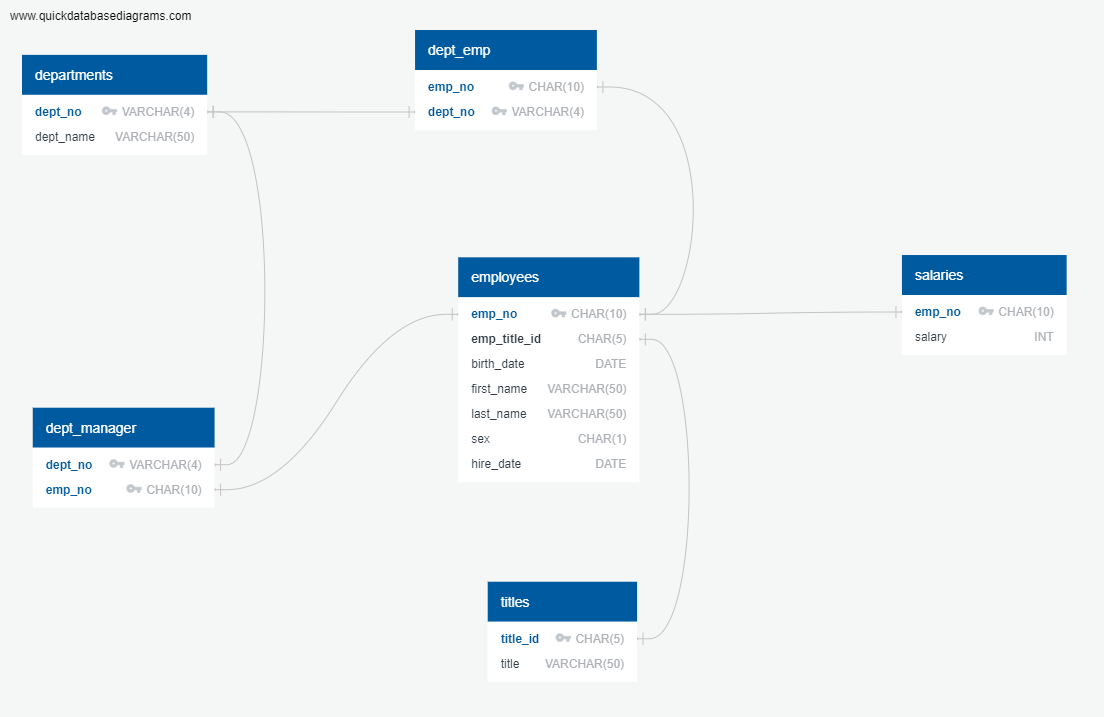 www.quickdatabasediagrams.com
departments
dept_no VARCHAR(4)
dept_name VARCHAR(50)
dept_emp
emp_no CHAR(10)
dept_no VARCHAR(4)
employees
emp_no CHAR(10)
emp_title_id CHAR(5)
birth_date DATE
first_name VARCHAR(50)
last_name VARCHAR(50)
sex CHAR(1)
hire_date DATE
salaries
emp_no CHAR(10)
salary INT
dept_manager
dept_no VARCHAR(4)
emp_no CHAR(10)
titles
title_id CHAR(5)
title VARCHAR(50)